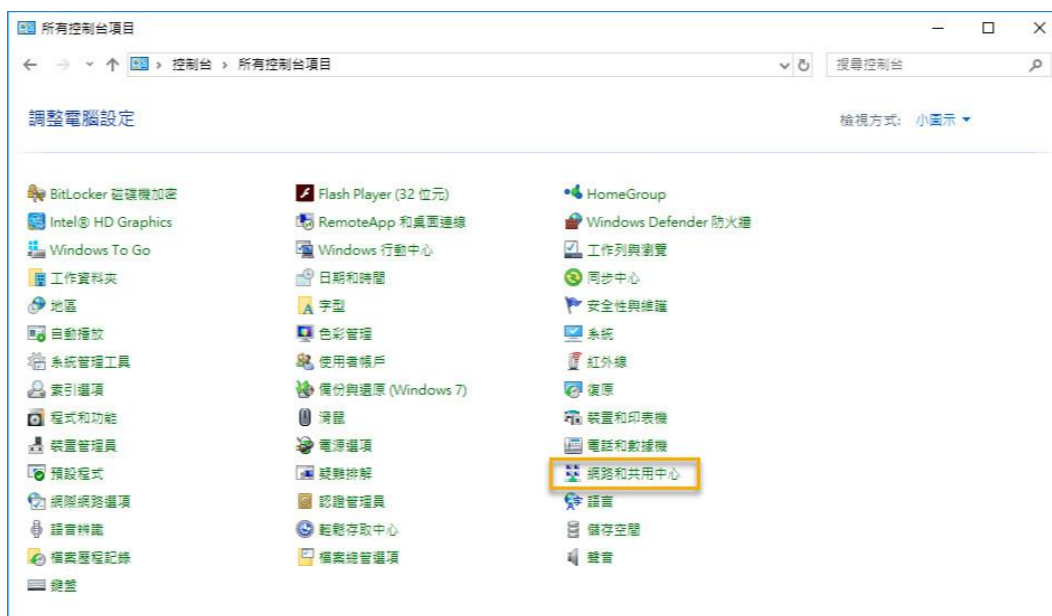 所有控制台項目
控制台 › 所有控制台項目
搜尋控制台
調整電腦設定
檢視方式: 小圖示
BitLocker 磁碟機加密
Flash Player (32 位元)
HomeGroup
Intel® HD Graphics
RemoteApp 和桌面連線
Windows Defender 防火牆
Windows To Go
Windows 行動中心
工作列與瀏覽
工作資料夾
日期和時間
同步中心
地區
字型
安全性與維護
自動播放
色彩管理
系統
系統管理工具
使用者帳戶
紅外線
索引選項
備份與還原 (Windows 7)
復原
程式和功能
滑鼠
裝置和印表機
裝置管理員
電源選項
電話和數據機
預設程式
疑難排解
網路和共用中心
網際網路選項
認證管理員
語言
語音辨識
輕鬆存取中心
儲存空間
檔案歷程記錄
檔案總管選項
聲音
鍵盤